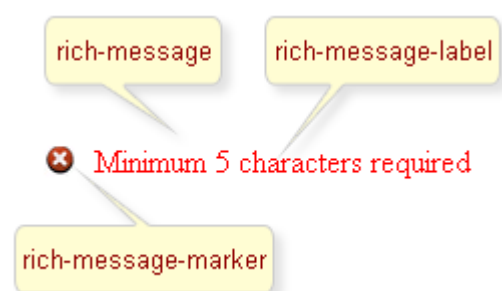 rich-message
rich-message-label
Minimum 5 characters required
rich-message-marker